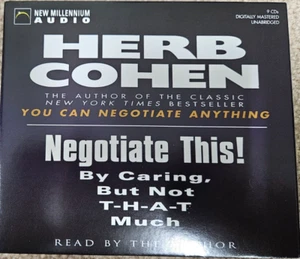 NEW MILLENNIUM
AUDIO
9 CDs
DIGITALLY MASTERED
UNABRIDGED
HERB
COHEN
THE AUTHOR OF THE CLASSIC
NEW YORK TIMES BESTSELLER
YOU CAN NEGOTIATE ANYTHING
Negotiate This!
By Caring,
But Not
T-H-A-T
Much
READ BY THE AUTHOR